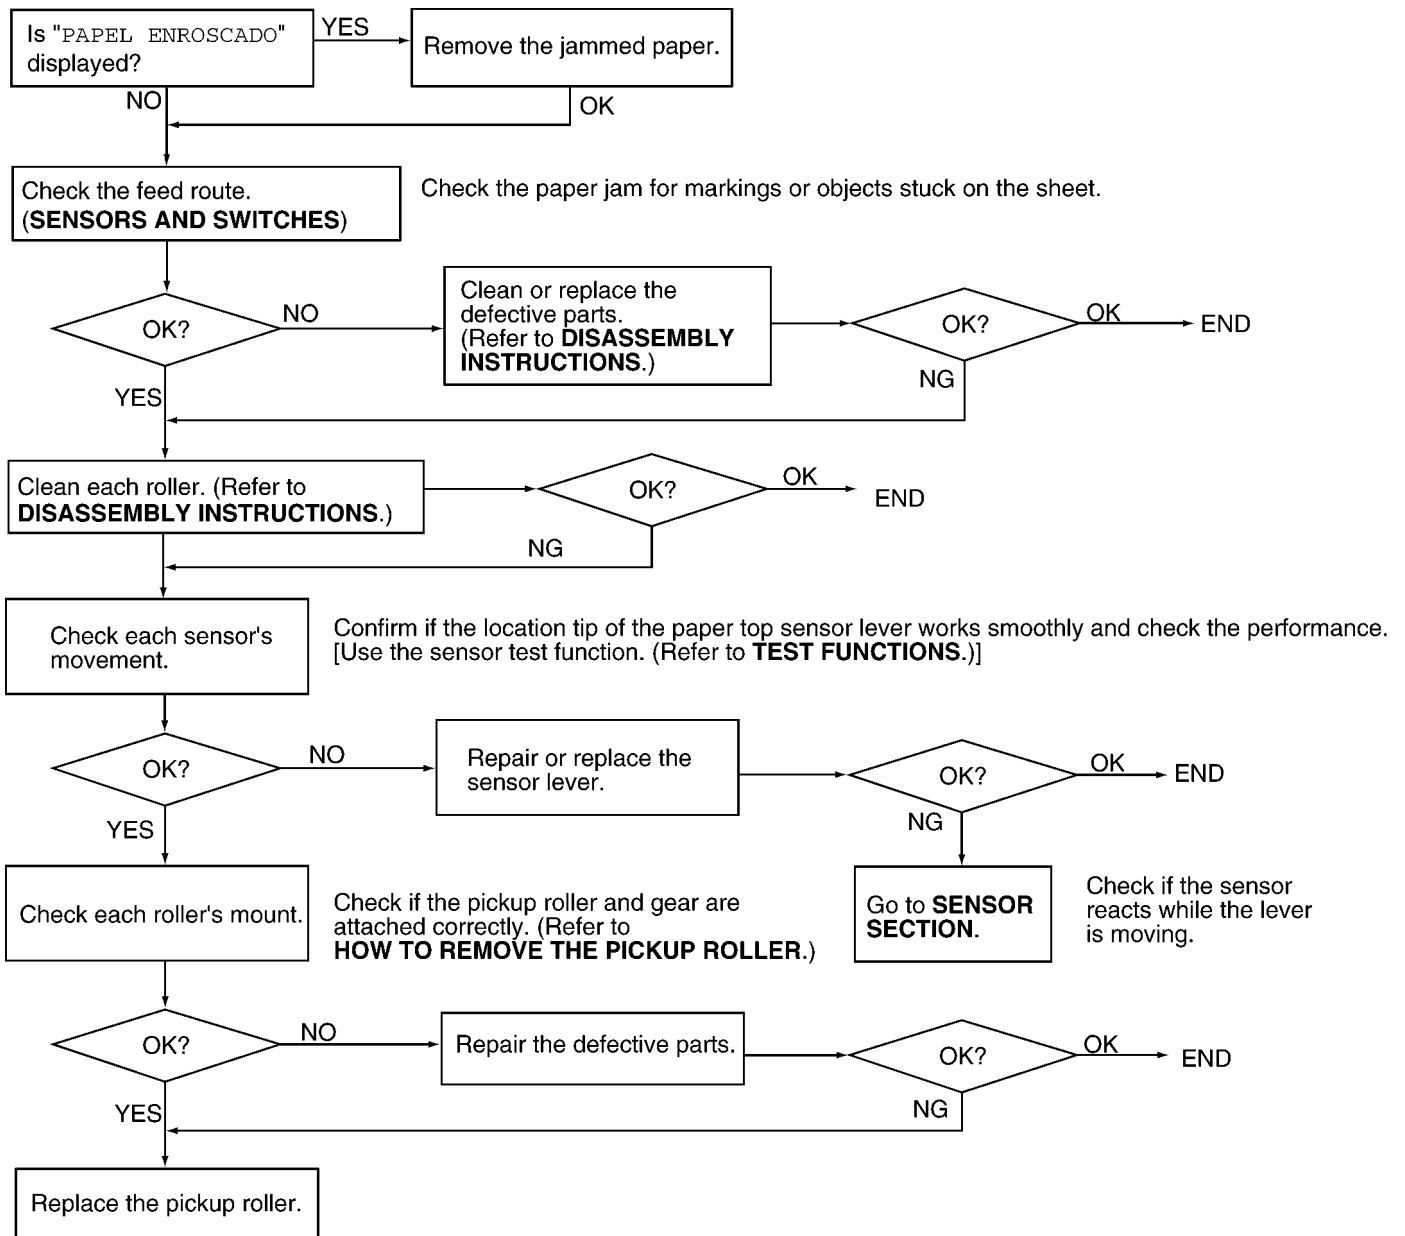 Is "PAPEL ENROSCADO"
displayed?
YES
Remove the jammed paper.
NO
OK
Check the feed route.
(SENSORS AND SWITCHES)
Check the paper jam for markings or objects stuck on the sheet.
OK?
NO
Clean or replace the
defective parts.
(Refer to DISASSEMBLY
INSTRUCTIONS.)
OK?
OK
END
NG
YES
Clean each roller. (Refer to
DISASSEMBLY INSTRUCTIONS.)
OK?
OK
END
NG
Check each sensor's
movement.
Confirm if the location tip of the paper top sensor lever works smoothly and check the performance.
[Use the sensor test function. (Refer to TEST FUNCTIONS.)]
OK?
NO
Repair or replace the
sensor lever.
OK?
OK
END
YES
NG
Check each roller's mount.
Check if the pickup roller and gear are
attached correctly. (Refer to
HOW TO REMOVE THE PICKUP ROLLER.)
Go to SENSOR
SECTION.
Check if the sensor
reacts while the lever
is moving.
OK?
NO
Repair the defective parts.
OK?
OK
END
YES
NG
Replace the pickup roller.